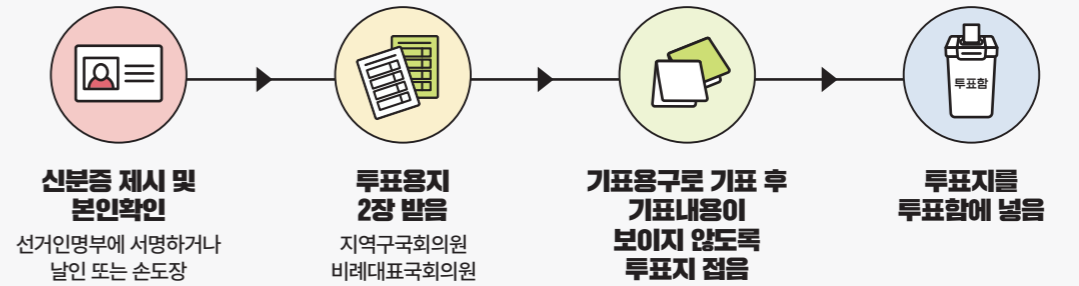 투표함
신분증 제시 및
본인확인
선거인명부에 서명하거나
날인 또는 손도장
투표용지
2장 받음
지역구국회의원
비례대표국회의원
기표용구로 기표 후
기표내용이
보이지 않도록
투표지 접음
투표지를
투표함에 넣음